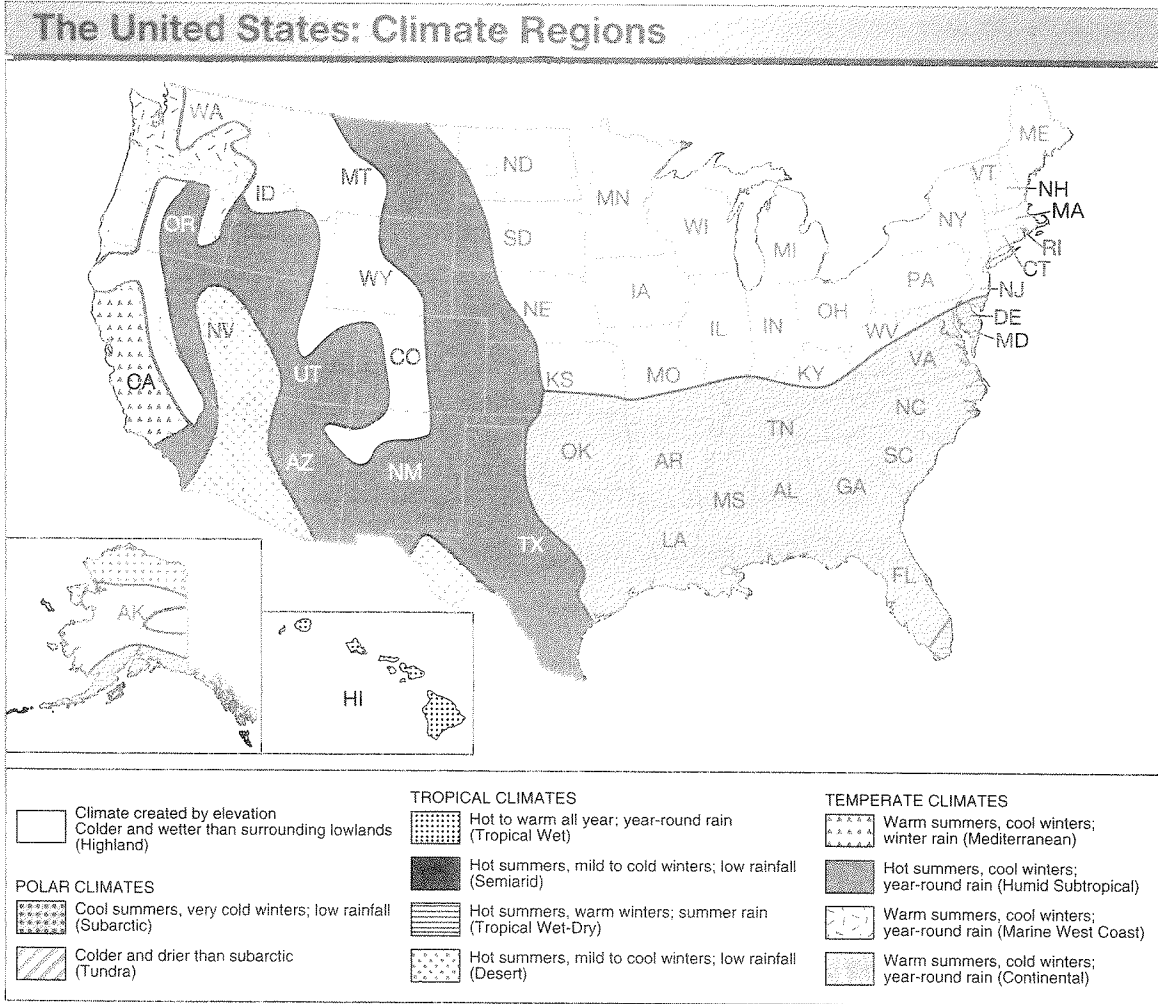 The United States: Climate Regions
WA
MT
ND
ME
VT
ID
MN
NH
OR
WI
NY
MA
SD
MI
RI
WY
CT
PA
IA
NJ
NE
OH
NV
IL
IN
DE
WV
MD
CO
VA
UT
KS
MO
KY
CA
NC
TN
OK
AR
SC
AZ
NM
GA
AL
MS
LA
TX
FL
AK
HI
Climate created by elevation
Colder and wetter than surrounding lowlands
(Highland)
POLAR CLIMATES
Cool summers, very cold winters; low rainfall
(Subarctic)
Colder and drier than subarctic
(Tundra)
TROPICAL CLIMATES
Hot to warm all year; year-round rain
(Tropical Wet)
Hot summers, mild to cold winters; low rainfall
(Semiarid)
Hot summers, warm winters; summer rain
(Tropical Wet-Dry)
Hot summers, mild to cool winters; low rainfall
(Desert)
TEMPERATE CLIMATES
Warm summers, cool winters;
winter rain (Mediterranean)
Hot summers, cool winters;
year-round rain (Humid Subtropical)
Warm summers, cool winters;
year-round rain (Marine West Coast)
Warm summers, cold winters;
year-round rain (Continental)